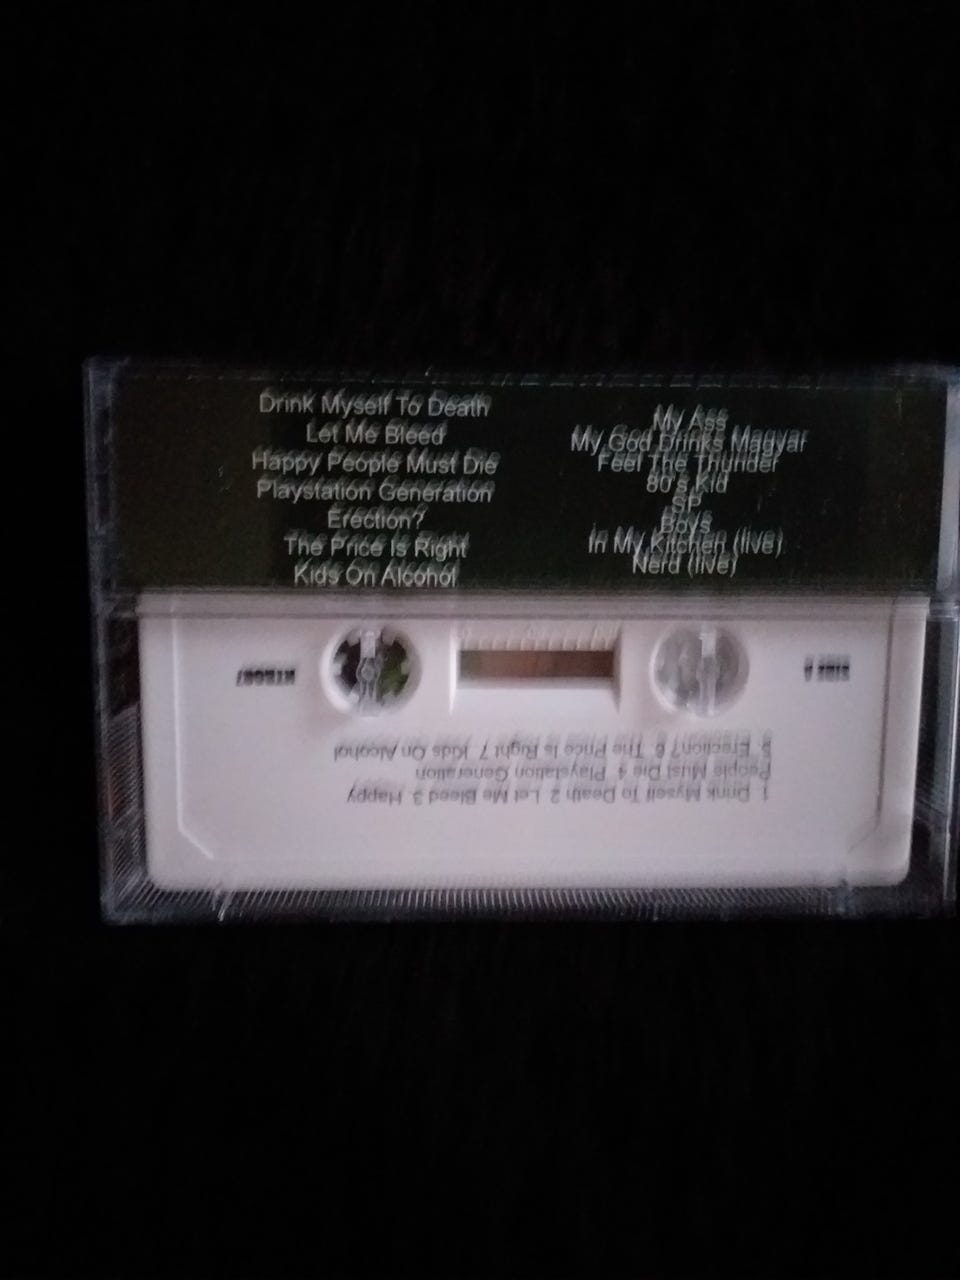 Drink Myself To Death
Let Me Bleed
Happy People Must Die
Playstation Generation
Erection?
The Price Is Right
Kids On Alcohol
My Ass
My God Drinks Magyar
Feel The Thunder
80's Kid
SP
Boys
In My Kitchen (live)
Nerd (live)
SIDE A
1. Drink Myself To Death 2. Let Me Bleed 3. Happy
People Must Die 4. Playstation Generation
5. Erection? 6. The Price Is Right 7. Kids On Alcohol